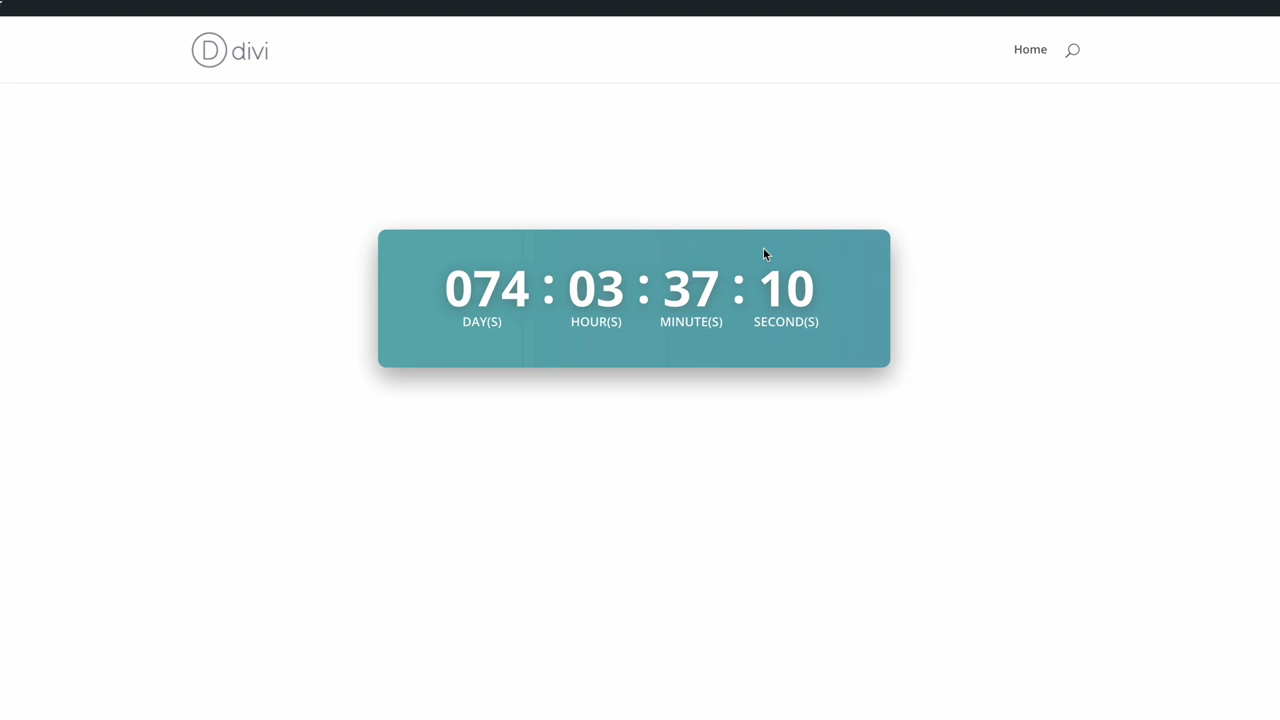 D divi
Home
074 : 03 : 37 : 10
DAY(S) HOUR(S) MINUTE(S) SECOND(S)